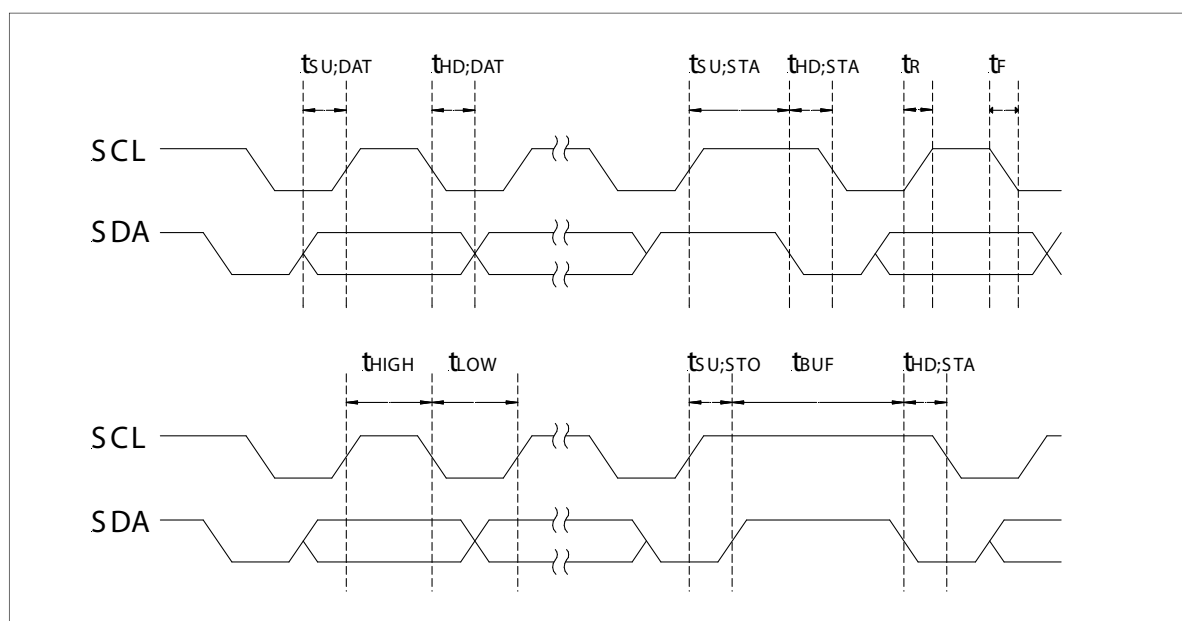 tSU;DAT tHD;DAT tSU;STA tHD;STA tR tF
SCL
SDA
tHIGH tLOW tSU;STO tBUF tHD;STA
SCL
SDA